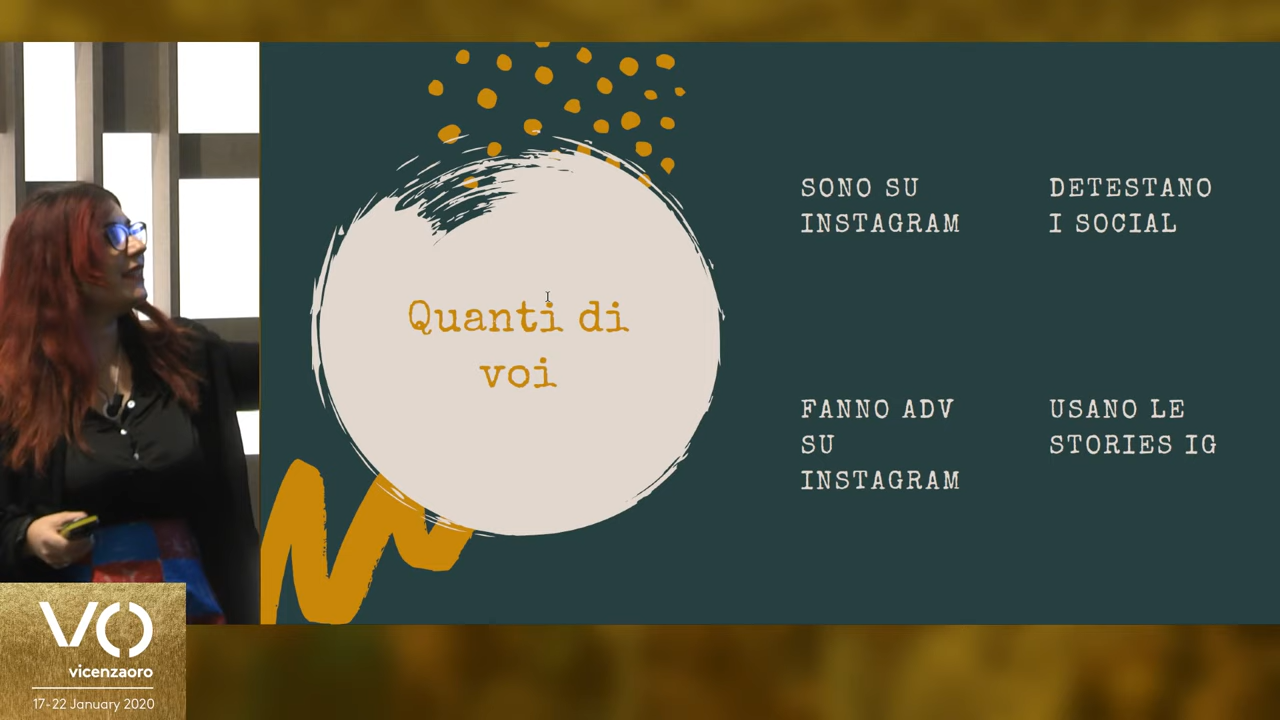 Quanti di
voi
SONO SU
INSTAGRAM
DETESTANO
I SOCIAL
FANNO ADV
SU
INSTAGRAM
USANO LE
STORIES IG
VO
vicenzaoro
17-22 January 2020